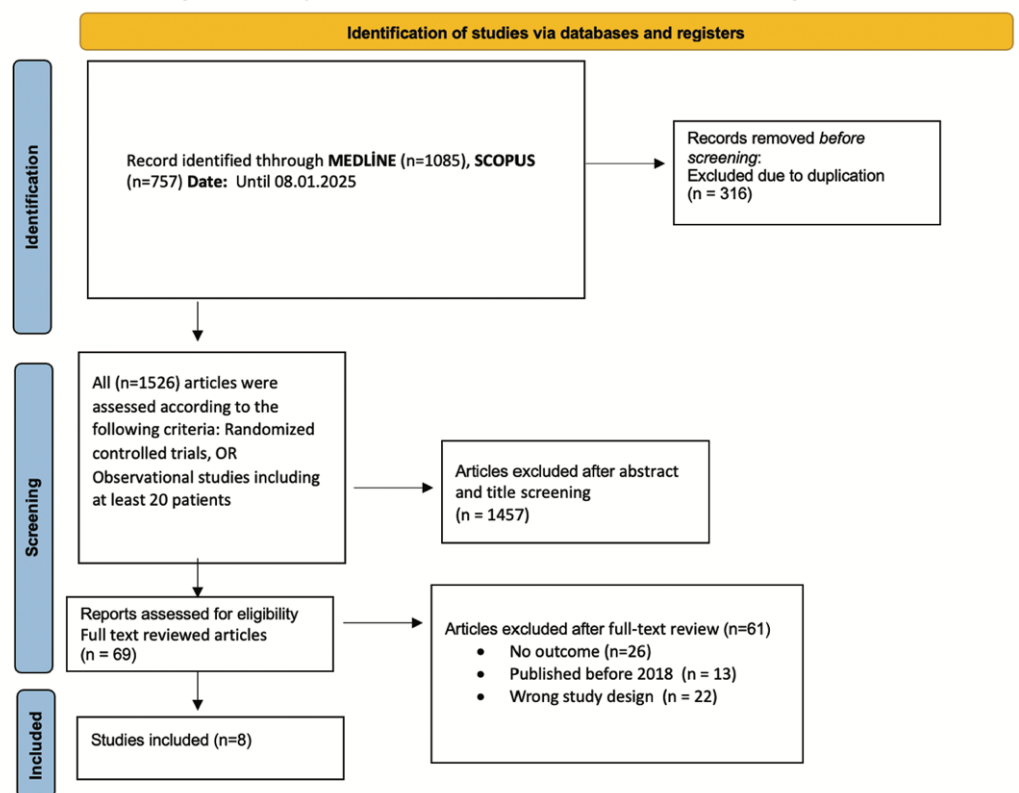 Identification of studies via databases and registers
Identification
Record identified thhrough MEDLİNE (n=1085), SCOPUS
(n=757) Date: Until 08.01.2025
Records removed before
screening:
Excluded due to duplication
(n = 316)
Screening
All (n=1526) articles were
assessed according to the
following criteria: Randomized
controlled trials, OR
Observational studies including
at least 20 patients
Articles excluded after abstract
and title screening
(n = 1457)
Reports assessed for eligibility
Full text reviewed articles
(n = 69)
Articles excluded after full-text review (n=61)
• No outcome (n=26)
• Published before 2018 (n = 13)
• Wrong study design (n = 22)
Included
Studies included (n=8)